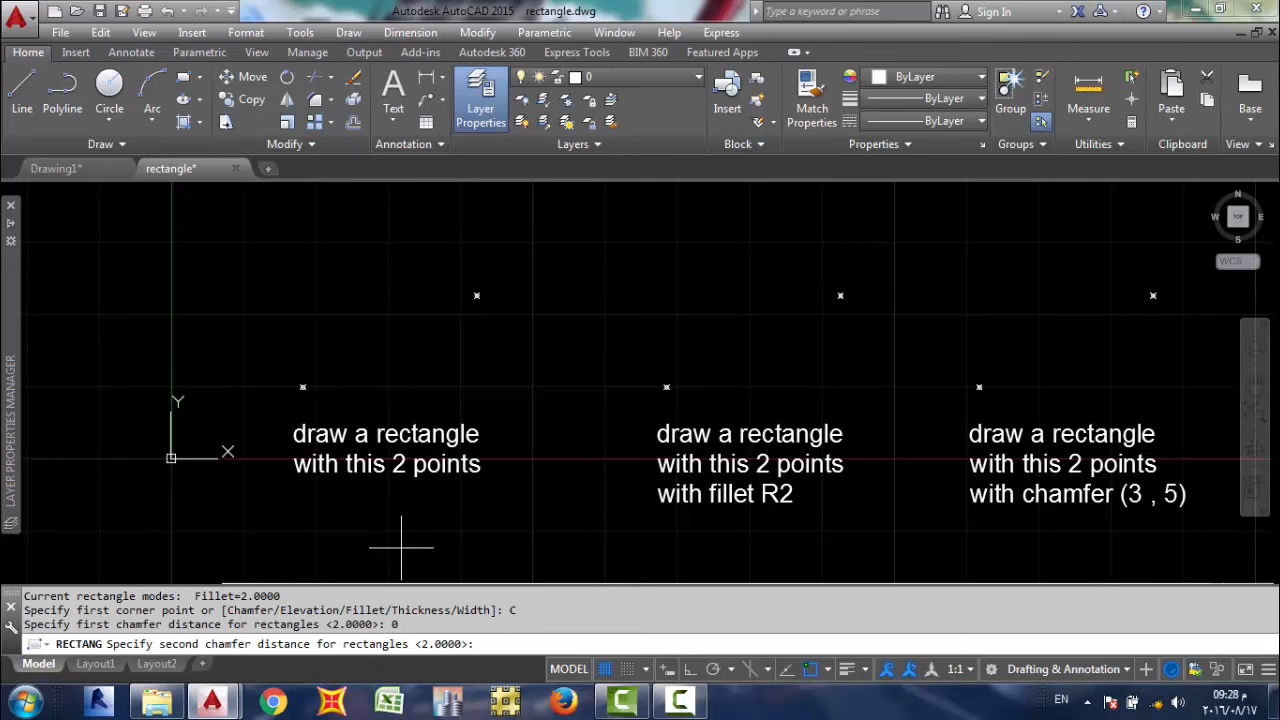 Autodesk AutoCAD 2015 rectangle.dwg
Type a keyword or phrase
Sign In
File Edit View Insert Format Tools Draw Dimension Modify Parametric Window Help Express
Home Insert Annotate Parametric View Manage Output Add-ins Autodesk 360 Express Tools BIM 360 Featured Apps
Move 0 ByLayer
Copy ByLayer
ByLayer
Line Polyline Circle Arc Text Layer Properties Insert Match Properties Group Measure Paste Base
Draw Modify Annotation Layers Block Properties Groups Utilities Clipboard View
Drawing1* rectangle*
N
W TOP E
S
WCS
LAYER PROPERTIES MANAGER
Y
X
draw a rectangle
with this 2 points
draw a rectangle
with this 2 points
with fillet R2
draw a rectangle
with this 2 points
with chamfer (3 , 5)
Current rectangle modes: Fillet=2.0000
Specify first corner point or [Chamfer/Elevation/Fillet/Thickness/Width]: C
Specify first chamfer distance for rectangles <2.0000>: 0
RECTANG Specify second chamfer distance for rectangles <2.0000>:
Model Layout1 Layout2 +
MODEL 1:1 Drafting & Annotation
EN
09:28 م
٢٠١٦/٠٨/١٧